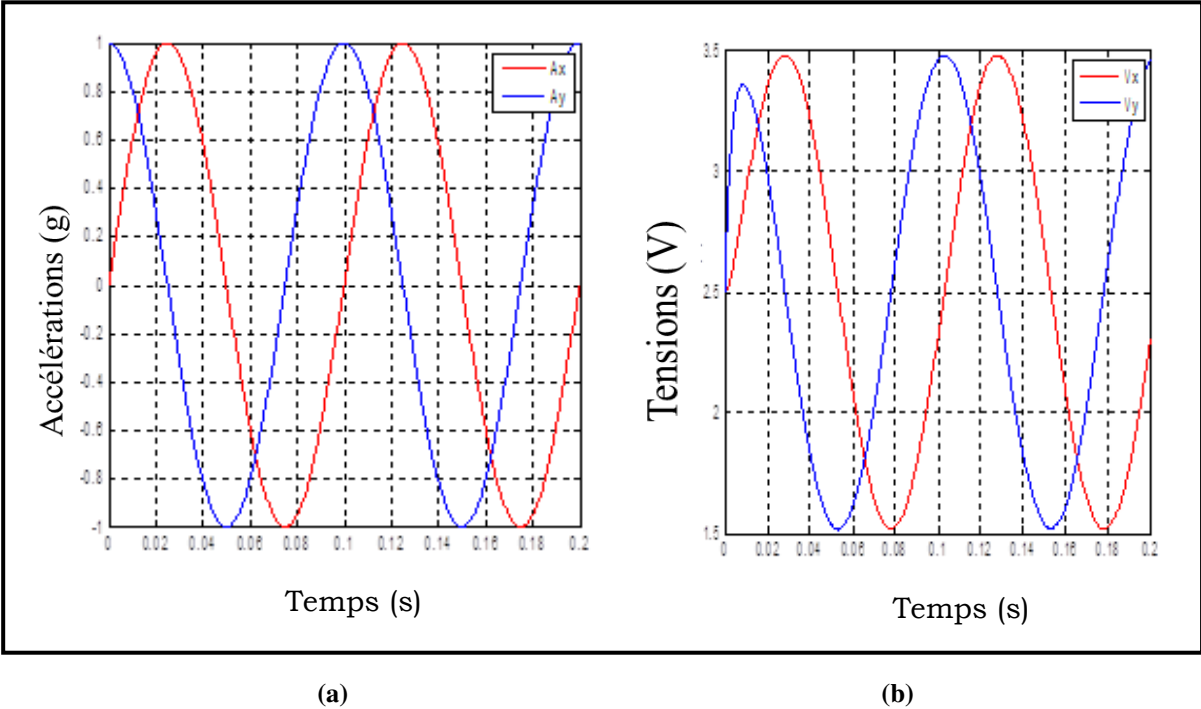 Accélérations (g)
1
0.8
0.6
0.4
0.2
0
-0.2
-0.4
-0.6
-0.8
-1
Ax
Ay
0 0.02 0.04 0.06 0.08 0.1 0.12 0.14 0.16 0.18 0.2
Temps (s)
Tensions (V)
3.5
3
2.5
2
1.5
Vx
Vy
0 0.02 0.04 0.06 0.08 0.1 0.12 0.14 0.16 0.18 0.2
Temps (s)
(a)
(b)